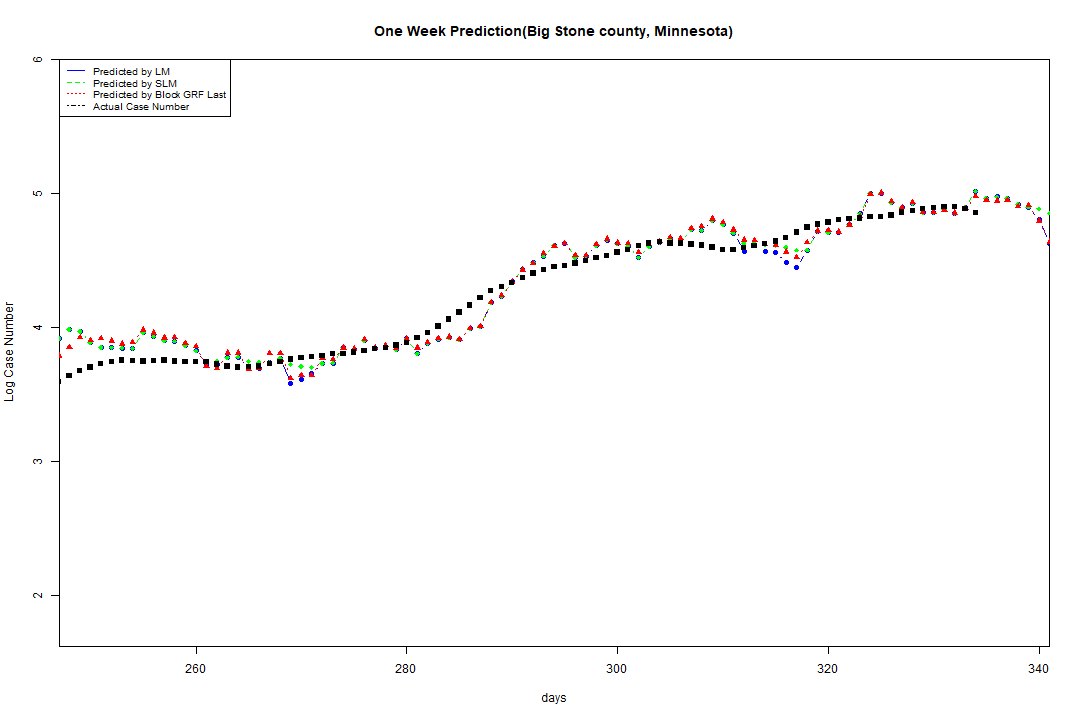 One Week Prediction(Big Stone county, Minnesota)
Predicted by LM
Predicted by SLM
Predicted by Block GRF Last
Actual Case Number
6
5
4
3
2
Log Case Number
260 280 300 320 340
days